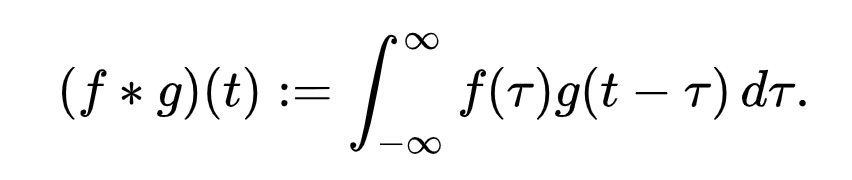 (f ∗ g)(t) := ∫_{-∞}^{∞} f(τ)g(t − τ) dτ.